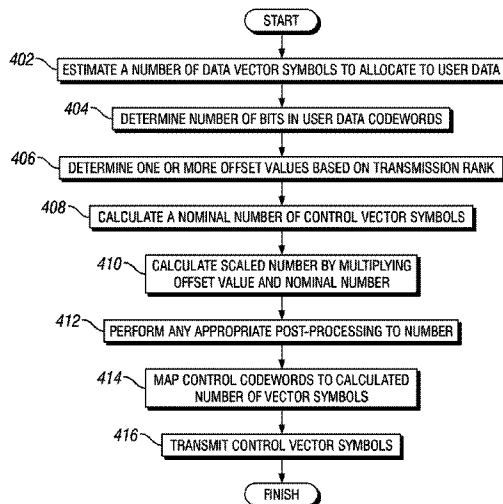 START
402
ESTIMATE A NUMBER OF DATA VECTOR SYMBOLS TO ALLOCATE TO USER DATA
404
DETERMINE NUMBER OF BITS IN USER DATA CODEWORDS
406
DETERMINE ONE OR MORE OFFSET VALUES BASED ON TRANSMISSION RANK
408
CALCULATE A NOMINAL NUMBER OF CONTROL VECTOR SYMBOLS
410
CALCULATE SCALED NUMBER BY MULTIPLYING
OFFSET VALUE AND NOMINAL NUMBER
412
PERFORM ANY APPROPRIATE POST-PROCESSING TO NUMBER
414
MAP CONTROL CODEWORDS TO CALCULATED
NUMBER OF VECTOR SYMBOLS
416
TRANSMIT CONTROL VECTOR SYMBOLS
FINISH